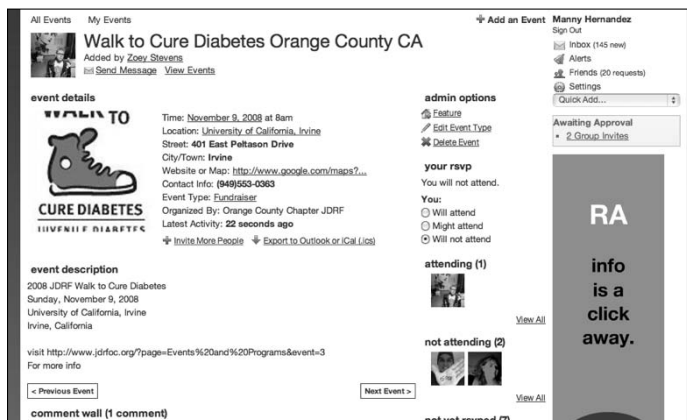 All Events My Events + Add an Event
Walk to Cure Diabetes Orange County CA
Added by Zoey Stevens
Send Message View Events
event details
WALK TO
CURE DIABETES
JUVENILE DIABETES
Time: November 9, 2008 at 8am
Location: University of California, Irvine
Street: 401 East Peltason Drive
City/Town: Irvine
Website or Map: http://www.google.com/maps?...
Contact Info: (949)553-0363
Event Type: Fundraiser
Organized By: Orange County Chapter JDRF
Latest Activity: 22 seconds ago
Invite More People Export to Outlook or iCal (.ics)
event description
2008 JDRF Walk to Cure Diabetes
Sunday, November 9, 2008
University of California, Irvine
Irvine, California
visit http://www.jdrfoc.org/?page=Events%20and%20Programs&event=3
For more info
< Previous Event Next Event >
comment wall (1 comment)
admin options
Feature
Edit Event Type
Delete Event
your rsvp
You will not attend.
You:
Will attend
Might attend
Will not attend
attending (1)
View All
not attending (2)
View All
not yet rsvped (7)
Manny Hernandez
Sign Out
Inbox (145 new)
Alerts
Friends (20 requests)
Settings
Quick Add...
Awaiting Approval
• 2 Group Invites
RA
info
is a
click
away.